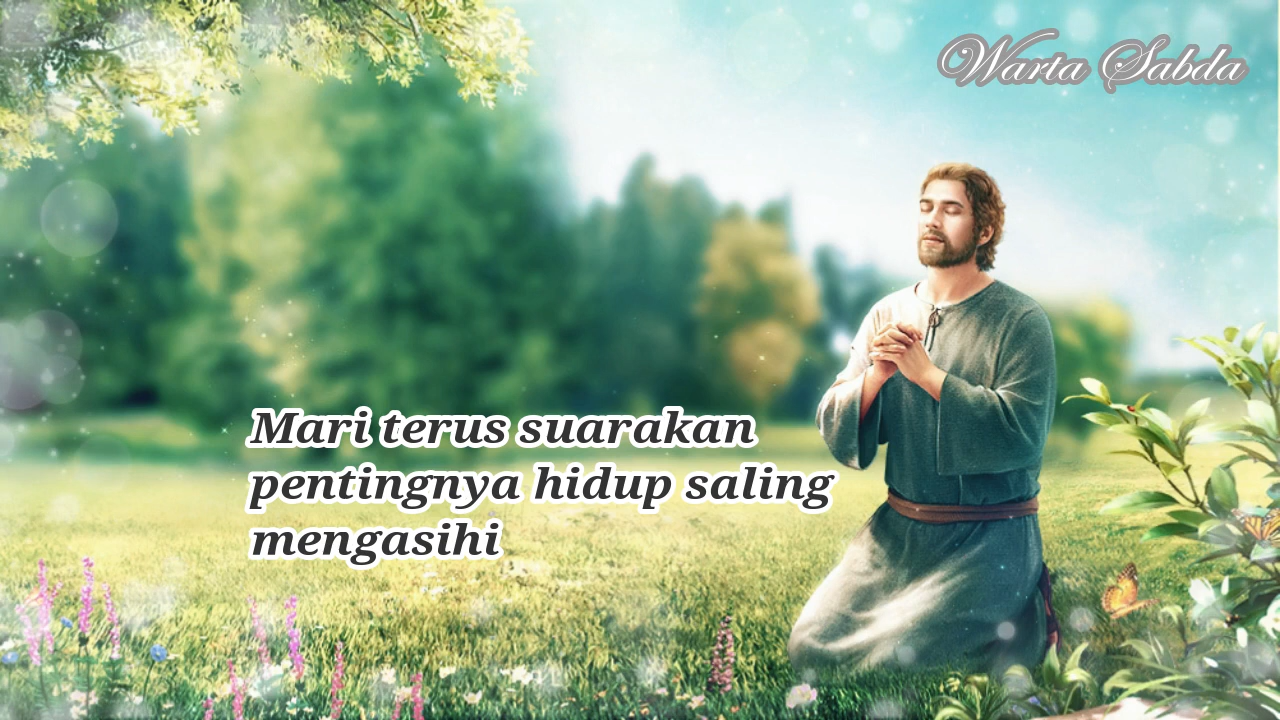 Warta Sabda
Mari terus suarakan
pentingnya hidup saling
mengasihi